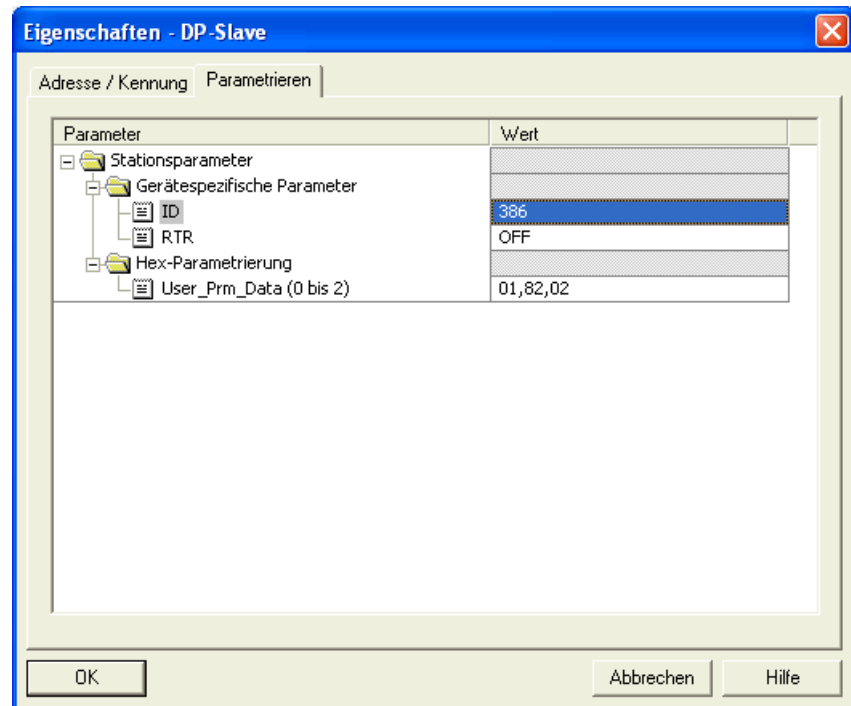 Eigenschaften - DP-Slave
Adresse / Kennung Parametrieren
Parameter Wert
Stationsparameter
Gerätespezifische Parameter
ID 386
RTR OFF
Hex-Parametrierung
User_Prm_Data (0 bis 2) 01,82,02
OK Abbrechen Hilfe